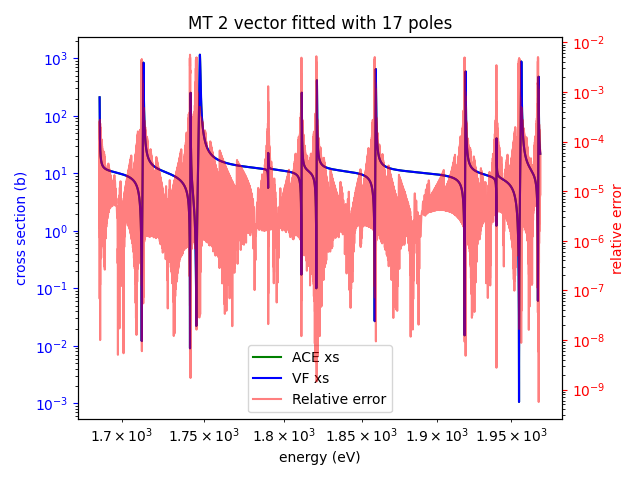 MT 2 vector fitted with 17 poles
10³
10²
10¹
10⁰
10⁻¹
10⁻²
10⁻³
cross section (b)
10⁻²
10⁻³
10⁻⁴
10⁻⁵
10⁻⁶
10⁻⁷
10⁻⁸
10⁻⁹
relative error
ACE xs
VF xs
Relative error
1.7 × 10³ 1.75 × 10³ 1.8 × 10³ 1.85 × 10³ 1.9 × 10³ 1.95 × 10³
energy (eV)